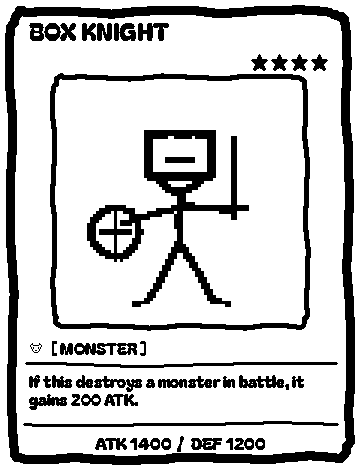 BOX KNIGHT
★★★★
[MONSTER]
If this destroys a monster in battle, it
gains 200 ATK.
ATK 1400 / DEF 1200